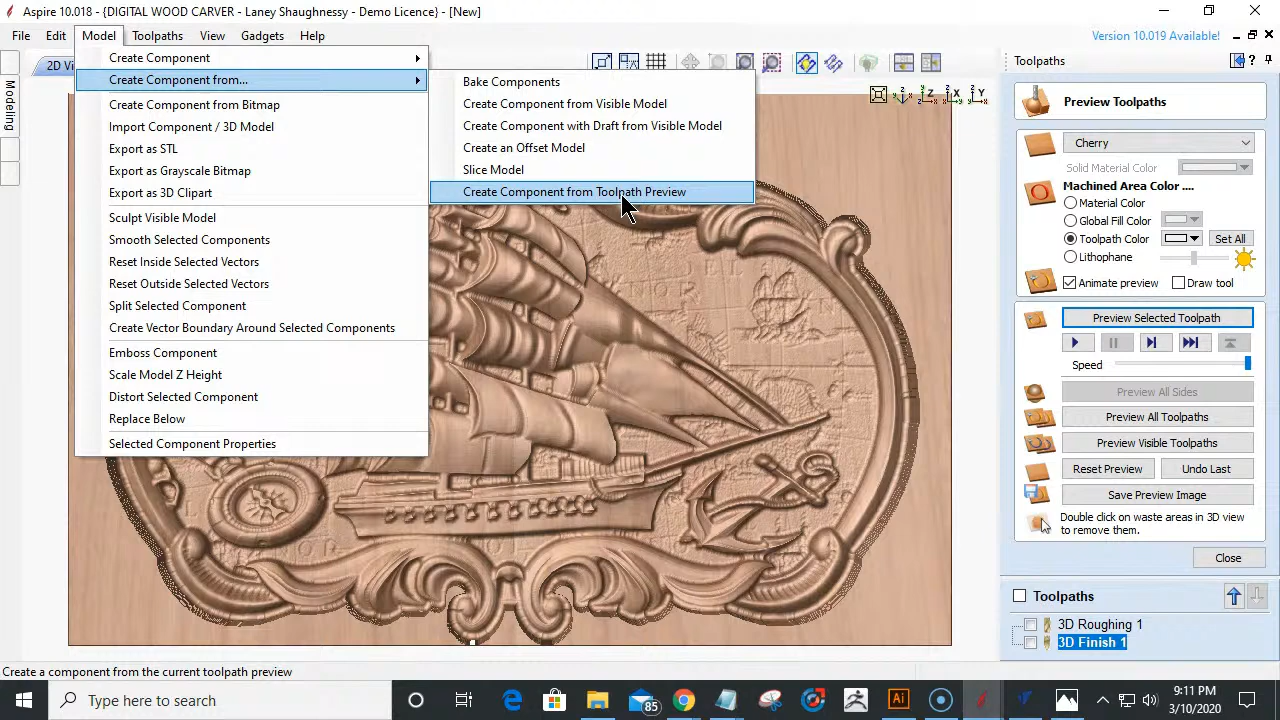 Aspire 10.018 - {DIGITAL WOOD CARVER - Laney Shaughnessy - Demo Licence} - [New]
File Edit Model Toolpaths View Gadgets Help
Version 10.019 Available!
2D Vi
Modeling
Create Component
Create Component from...
Create Component from Bitmap
Import Component / 3D Model
Export as STL
Export as Grayscale Bitmap
Export as 3D Clipart
Sculpt Visible Model
Smooth Selected Components
Reset Inside Selected Vectors
Reset Outside Selected Vectors
Split Selected Component
Create Vector Boundary Around Selected Components
Emboss Component
Scale Model Z Height
Distort Selected Component
Replace Below
Selected Component Properties
Bake Components
Create Component from Visible Model
Create Component with Draft from Visible Model
Create an Offset Model
Slice Model
Create Component from Toolpath Preview
Z X Y
Toolpaths
Preview Toolpaths
Cherry
Solid Material Color
Machined Area Color ....
Material Color
Global Fill Color
Toolpath Color
Set All
Lithophane
Animate preview Draw tool
Preview Selected Toolpath
Speed
Preview All Sides
Preview All Toolpaths
Preview Visible Toolpaths
Reset Preview Undo Last
Save Preview Image
Double click on waste areas in 3D view
to remove them.
Close
Toolpaths
3D Roughing 1
3D Finish 1
Create a component from the current toolpath preview
Type here to search
85
Ai
9:11 PM
3/10/2020